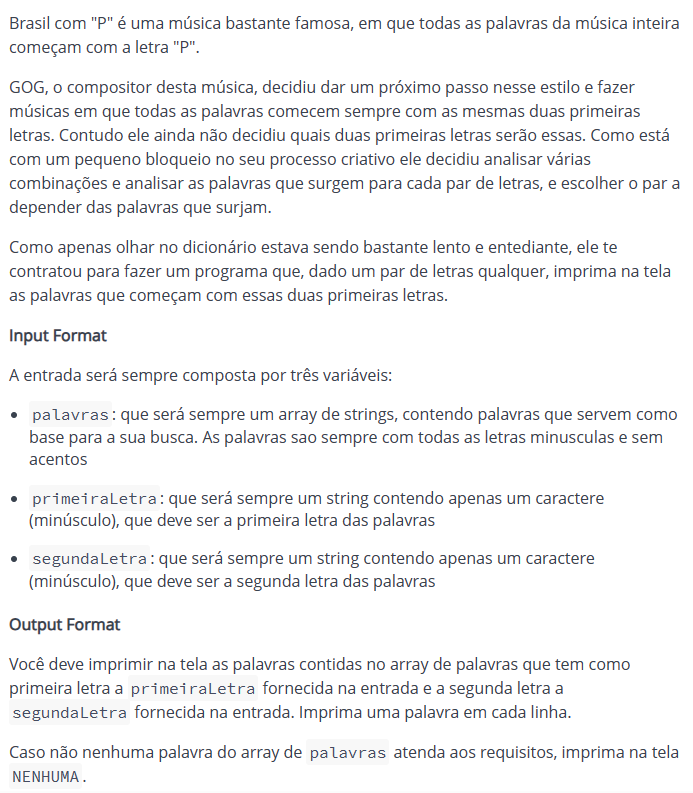 Brasil com "P" é uma música bastante famosa, em que todas as palavras da música inteira
começam com a letra "P".
GOG, o compositor desta música, decidiu dar um próximo passo nesse estilo e fazer
músicas em que todas as palavras comecem sempre com as mesmas duas primeiras
letras. Contudo ele ainda não decidiu quais duas primeiras letras serão essas. Como está
com um pequeno bloqueio no seu processo criativo ele decidiu analisar várias
combinações e analisar as palavras que surgem para cada par de letras, e escolher o par a
depender das palavras que surjam.
Como apenas olhar no dicionário estava sendo bastante lento e entediante, ele te
contratou para fazer um programa que, dado um par de letras qualquer, imprima na tela
as palavras que começam com essas duas primeiras letras.
Input Format
A entrada será sempre composta por três variáveis:
• palavras: que será sempre um array de strings, contendo palavras que servem como
base para a sua busca. As palavras sao sempre com todas as letras minusculas e sem
acentos
• primeiraLetra: que será sempre um string contendo apenas um caractere
(minúsculo), que deve ser a primeira letra das palavras
• segundaLetra: que será sempre um string contendo apenas um caractere
(minúsculo), que deve ser a segunda letra das palavras
Output Format
Você deve imprimir na tela as palavras contidas no array de palavras que tem como
primeira letra a primeiraLetra fornecida na entrada e a segunda letra a
segundaLetra fornecida na entrada. Imprima uma palavra em cada linha.
Caso não nenhuma palavra do array de palavras atenda aos requisitos, imprima na tela
NENHUMA.